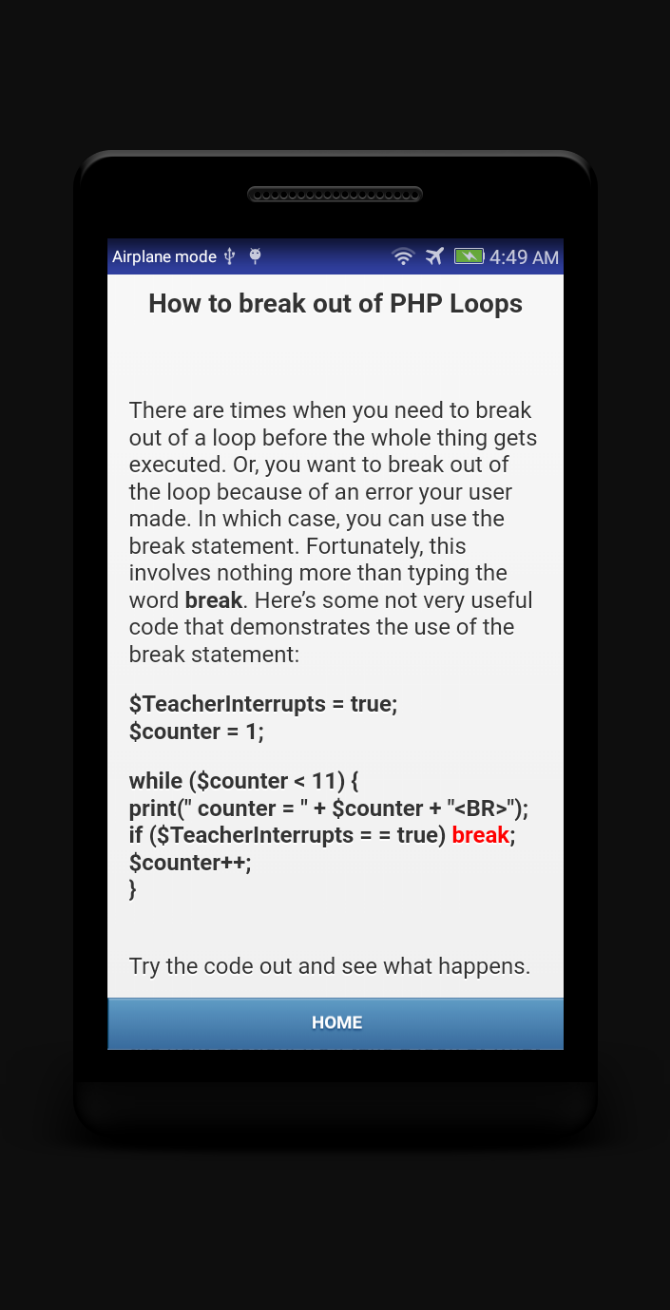 Airplane mode 4:49 AM
How to break out of PHP Loops
There are times when you need to break
out of a loop before the whole thing gets
executed. Or, you want to break out of
the loop because of an error your user
made. In which case, you can use the
break statement. Fortunately, this
involves nothing more than typing the
word break. Here’s some not very useful
code that demonstrates the use of the
break statement:
$TeacherInterrupts = true;
$counter = 1;
while ($counter < 11) {
print(" counter = " + $counter + "<BR>");
if ($TeacherInterrupts = = true) break;
$counter++;
}
Try the code out and see what happens.
HOME